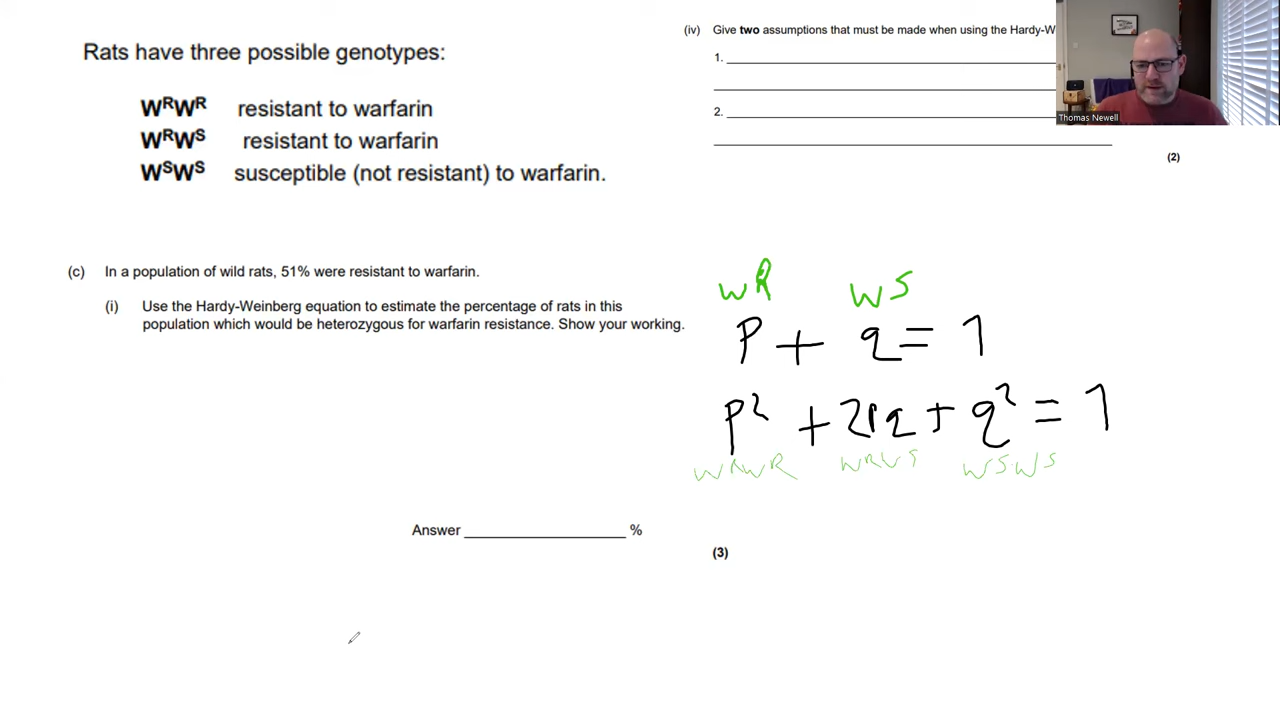 Rats have three possible genotypes:
WᴿWᴿ resistant to warfarin
WᴿWˢ resistant to warfarin
WˢWˢ susceptible (not resistant) to warfarin.
(c) In a population of wild rats, 51% were resistant to warfarin.
(i) Use the Hardy-Weinberg equation to estimate the percentage of rats in this
population which would be heterozygous for warfarin resistance. Show your working.
Answer ____________________ %
(3)
(iv) Give two assumptions that must be made when using the Hardy-W
1.
2.
(2)
Thomas Newell
WR WS
p + q = 1
p² + 2pq + q² = 1
WRWR WRWS WSWS